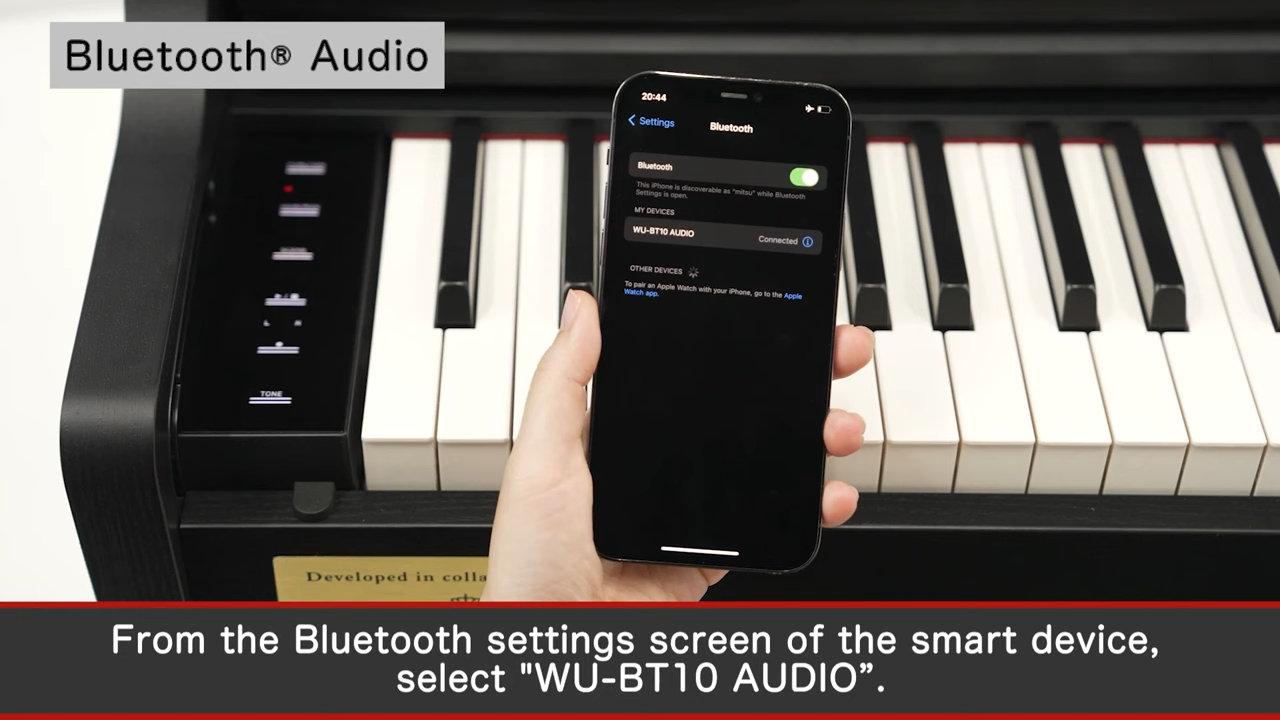 Bluetooth® Audio
20:44
Settings
Bluetooth
Bluetooth
This iPhone is discoverable as "mitsu" while Bluetooth
Settings is open.
MY DEVICES
WU-BT10 AUDIO Connected
OTHER DEVICES
To pair an Apple Watch with your iPhone, go to the Apple
Watch app.
TONE
Developed in colla
From the Bluetooth settings screen of the smart device,
select "WU-BT10 AUDIO”.